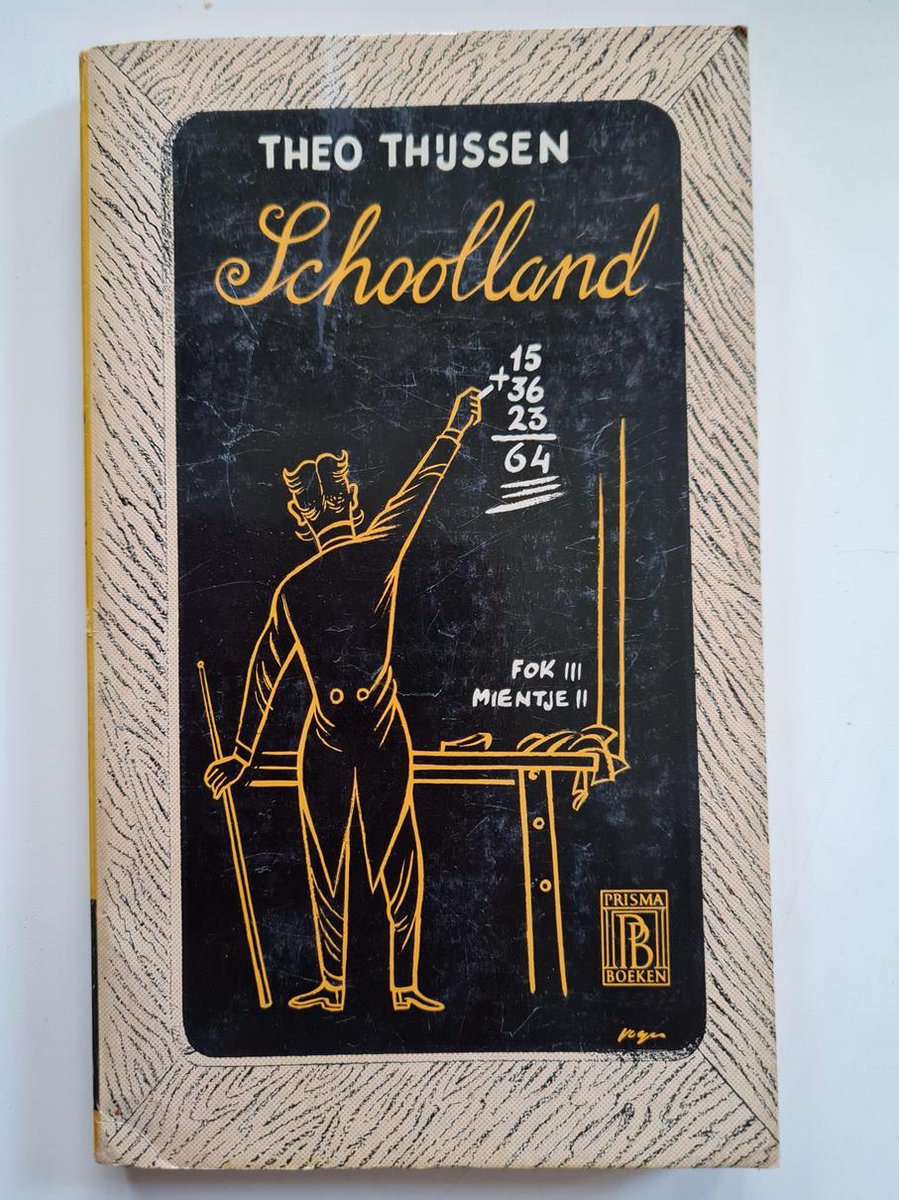 THEO THIJSSEN
Schoolland
15
+36
23
64
FOK III
MIENTJE II
PRISMA
PB
BOEKEN